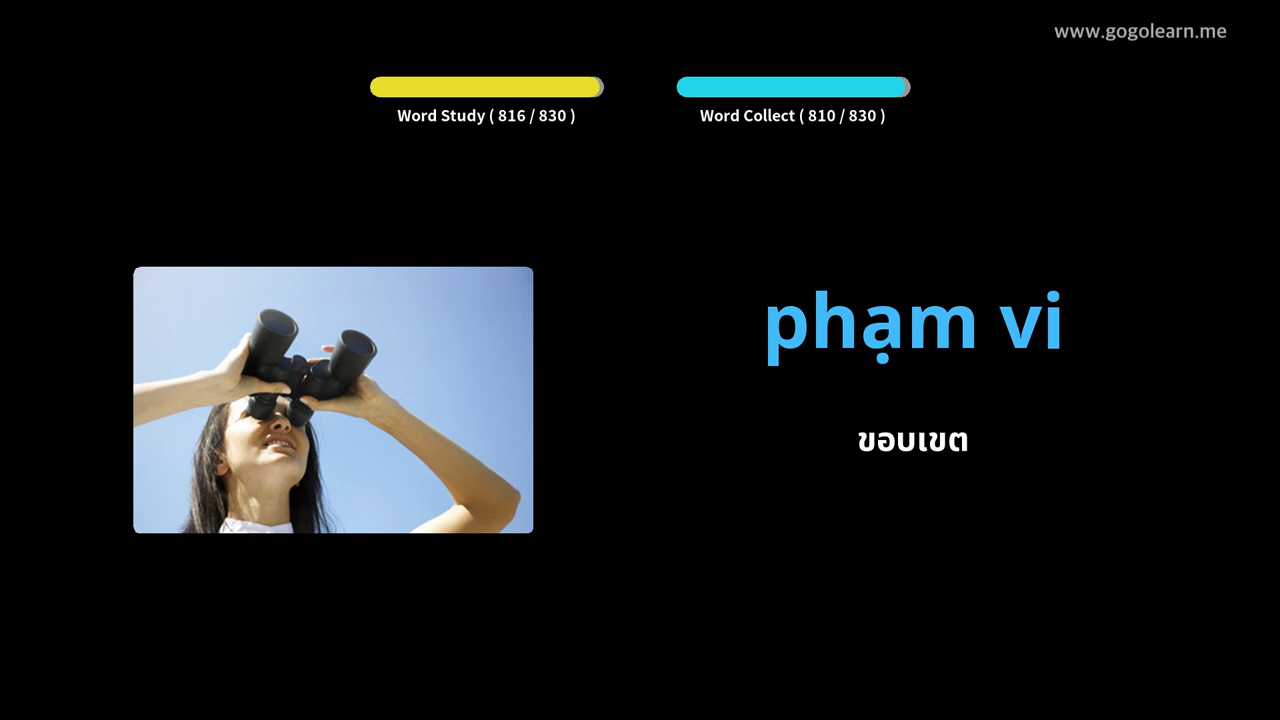 www.gogolearn.me
Word Study ( 816 / 830 )
Word Collect ( 810 / 830 )
phạm vi
ขอบเขต